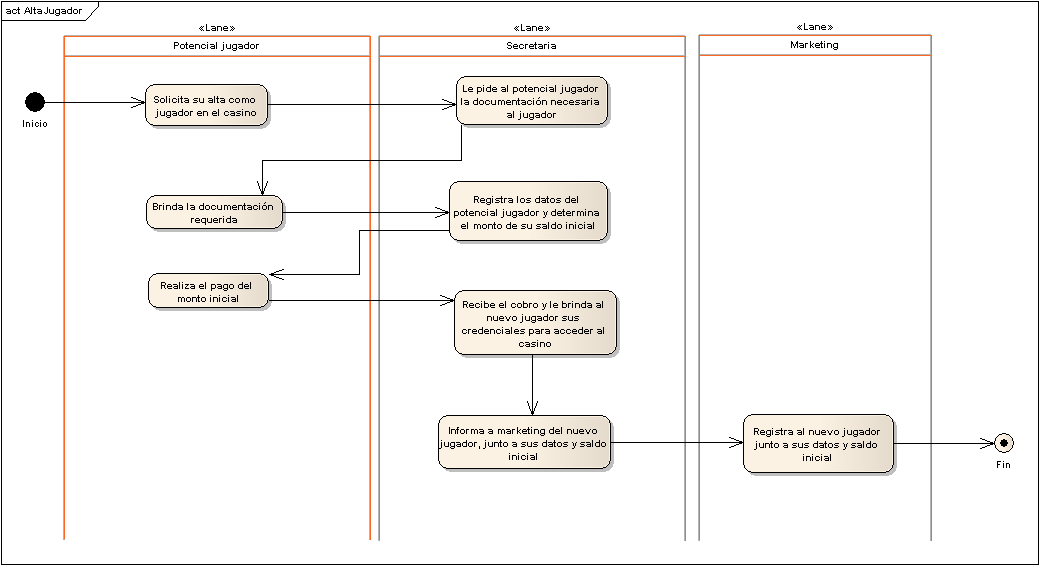 act AltaJugador
«Lane»
Potencial jugador
«Lane»
Secretaria
«Lane»
Marketing
Inicio
Solicita su alta como
jugador en el casino
Le pide al potencial jugador
la documentación necesaria
al jugador
Brinda la documentación
requerida
Registra los datos del
potencial jugador y determina
el monto de su saldo inicial
Realiza el pago del
monto inicial
Recibe el cobro y le brinda al
nuevo jugador sus
credenciales para acceder al
casino
Informa a marketing del nuevo
jugador, junto a sus datos y saldo
inicial
Registra al nuevo jugador
junto a sus datos y saldo
inicial
Fin